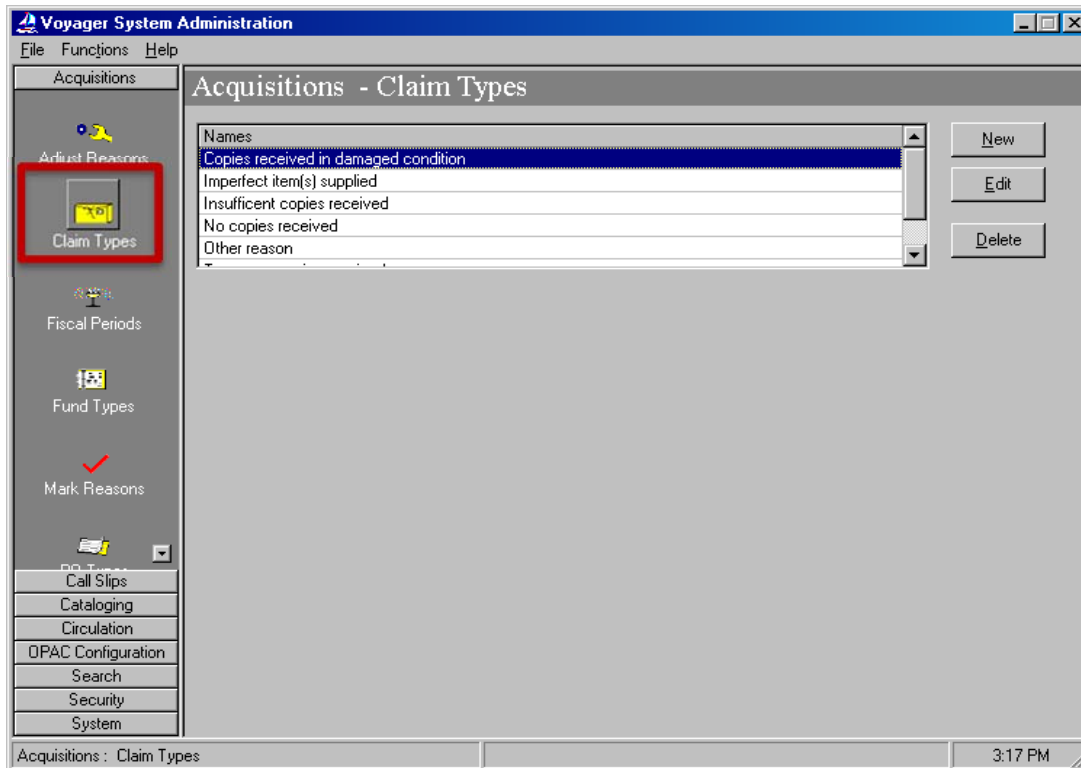 Voyager System Administration
File Functions Help
Acquisitions
Adjust Reasons
Claim Types
Fiscal Periods
Fund Types
Mark Reasons
PO Types
Call Slips
Cataloging
Circulation
OPAC Configuration
Search
Security
System
Acquisitions - Claim Types
Names
Copies received in damaged condition
Imperfect item(s) supplied
Insufficent copies received
No copies received
Other reason
New
Edit
Delete
Acquisitions : Claim Types
3:17 PM